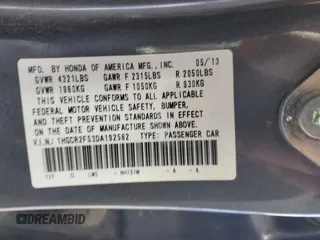 MFD. BY HONDA OF AMERICA MFG., INC. 05/13
GVWR 4321LBS GAWR F 2315LBS R 2050LBS
GVWR 1960KG GAWR F 1050KG R 930KG
THIS VEHICLE CONFORMS TO ALL APPLICABLE
FEDERAL MOTOR VEHICLE SAFETY, BUMPER,
AND THEFT PREVENTION STANDARDS IN EFFECT
ON THE DATE OF MANUFACTURE SHOWN ABOVE.
V.I.N.: 1HGCR2F53DA192582 TYPE: PASSENGER CAR
NH797M - A - A
DREAMBID